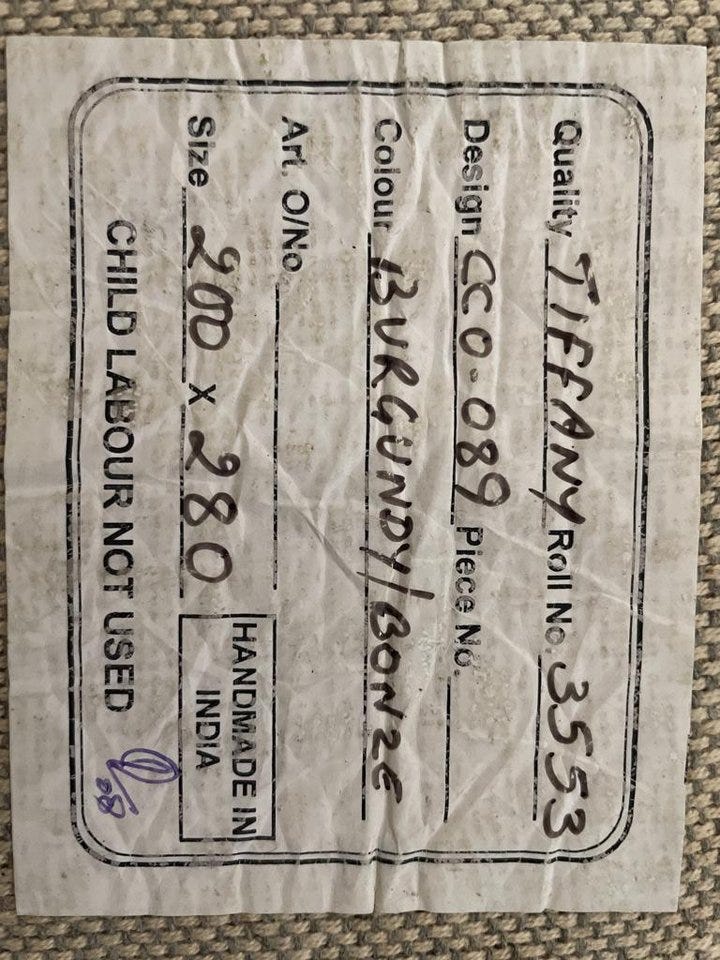 Quality TIFFANY Roll No. 3553
Design CCO-089 Piece No.
Colour BURGUNDY/BONZE
Art. O/No.
Size 200 x 280
HANDMADE IN
INDIA
CHILD LABOUR NOT USED